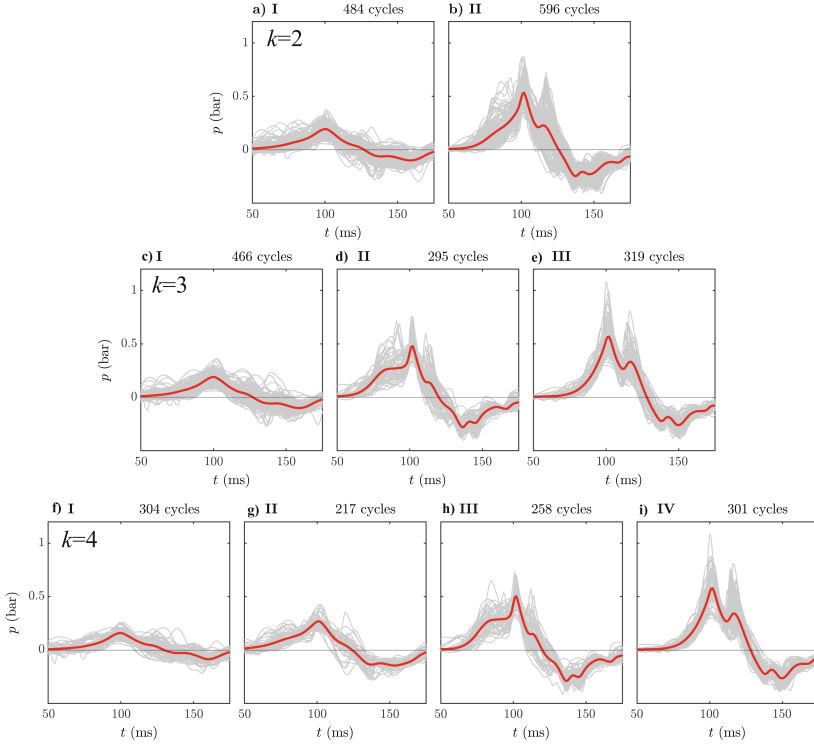 a) I 484 cycles b) II 596 cycles
k=2
1
0.5
0
p (bar)
50 100 150 50 100 150
t (ms) t (ms)
c) I 466 cycles d) II 295 cycles e) III 319 cycles
k=3
1
0.5
0
p (bar)
50 100 150 50 100 150 50 100 150
t (ms) t (ms) t (ms)
f) I 304 cycles g) II 217 cycles h) III 258 cycles i) IV 301 cycles
k=4
1
0.5
0
p (bar)
50 100 150 50 100 150 50 100 150 50 100 150
t (ms) t (ms) t (ms) t (ms)